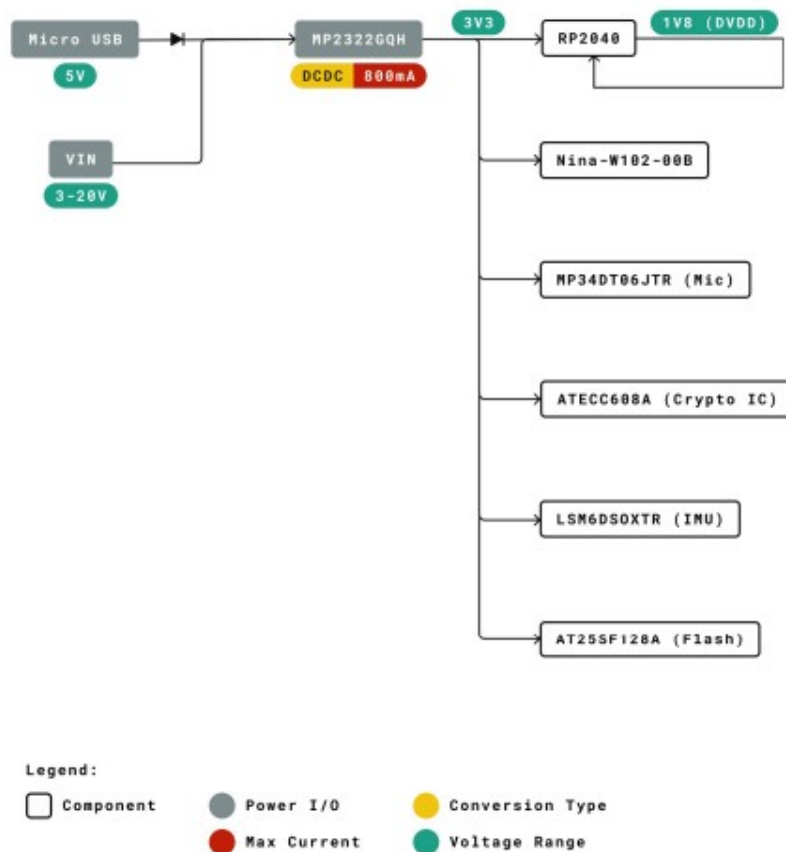 Micro USB
5V
VIN
3-20V
MP2322GQH
DCDC 800mA
3V3
RP2040
1V8 (DVDD)
Nina-W102-00B
MP34DT06JTR (Mic)
ATECC608A (Crypto IC)
LSM6DSOXTR (IMU)
AT25SF128A (Flash)
Legend:
Component
Power I/O
Conversion Type
Max Current
Voltage Range